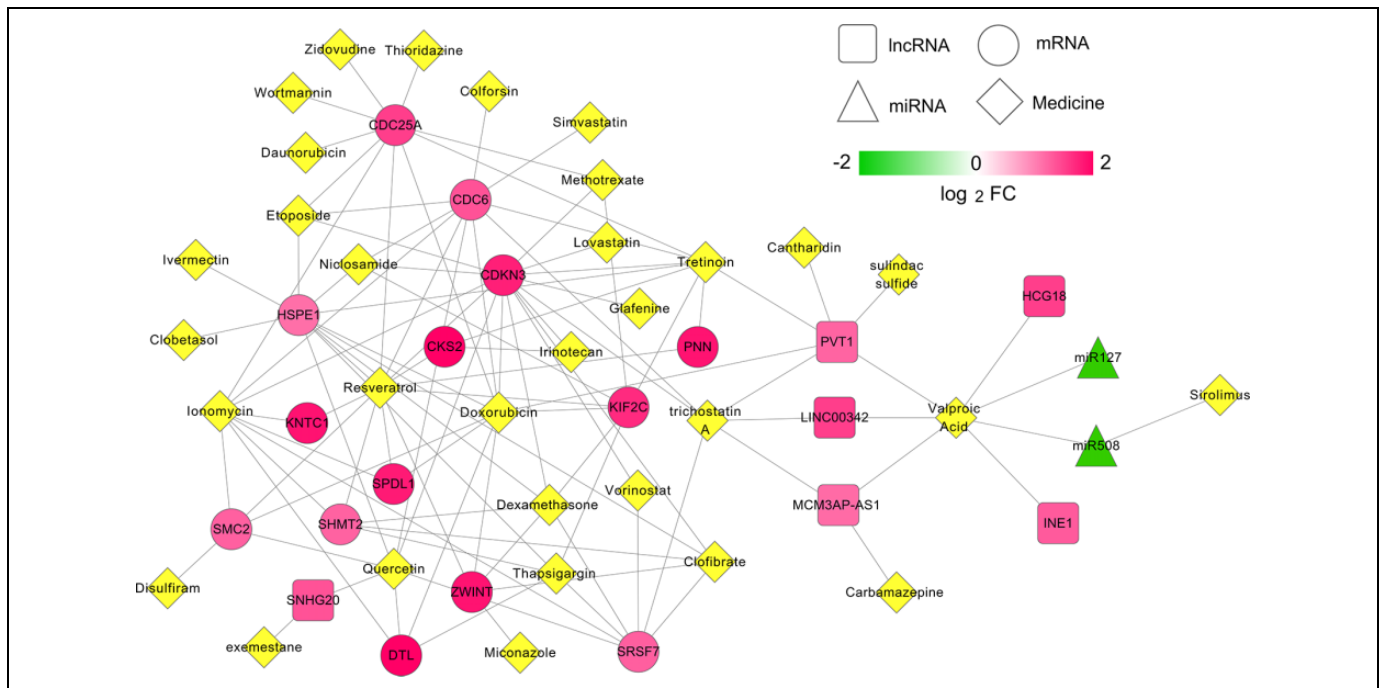 Zidovudine
Thioridazine
Wortmannin
Colforsin
CDC25A
Simvastatin
Daunorubicin
Methotrexate
CDC6
Etoposide
Lovastatin
Ivermectin
Niclosamide
CDKN3
Tretinoin
Cantharidin
sulindac
sulfide
HCG18
HSPE1
Glafenine
Clobetasol
CKS2
Irinotecan
PNN
PVT1
miR127
Resveratrol
Sirolimus
Ionomycin
Doxorubicin
KIF2C
trichostatin
A
LINC00342
Valproic
Acid
KNTC1
miR508
SPDL1
Vorinostat
Dexamethasone
MCM3AP-AS1
SMC2
SHMT2
INE1
Quercetin
Thapsigargin
Clofibrate
Disulfiram
SNHG20
ZWINT
Carbamazepine
exemestane
DTL
Miconazole
SRSF7
lncRNA
mRNA
miRNA
Medicine
-2 0 2
log 2 FC